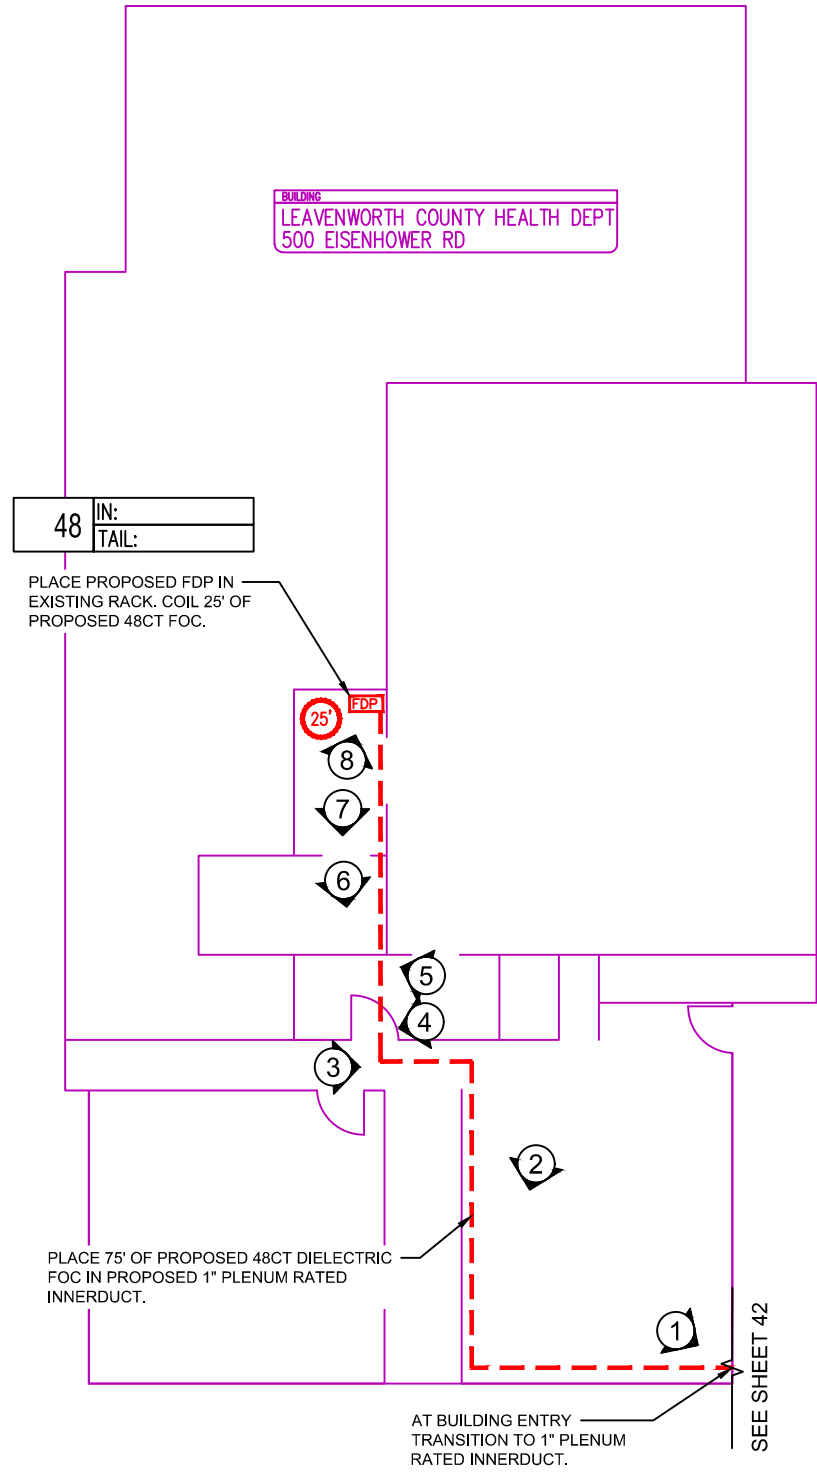 BUILDING
LEAVENWORTH COUNTY HEALTH DEPT
500 EISENHOWER RD
48
IN:
TAIL:
PLACE PROPOSED FDP IN
EXISTING RACK. COIL 25' OF
PROPOSED 48CT FOC.
FDP
25'
8
7
6
5
4
3
2
PLACE 75' OF PROPOSED 48CT DIELECTRIC
FOC IN PROPOSED 1" PLENUM RATED
INNERDUCT.
1
SEE SHEET 42
AT BUILDING ENTRY
TRANSITION TO 1" PLENUM
RATED INNERDUCT.